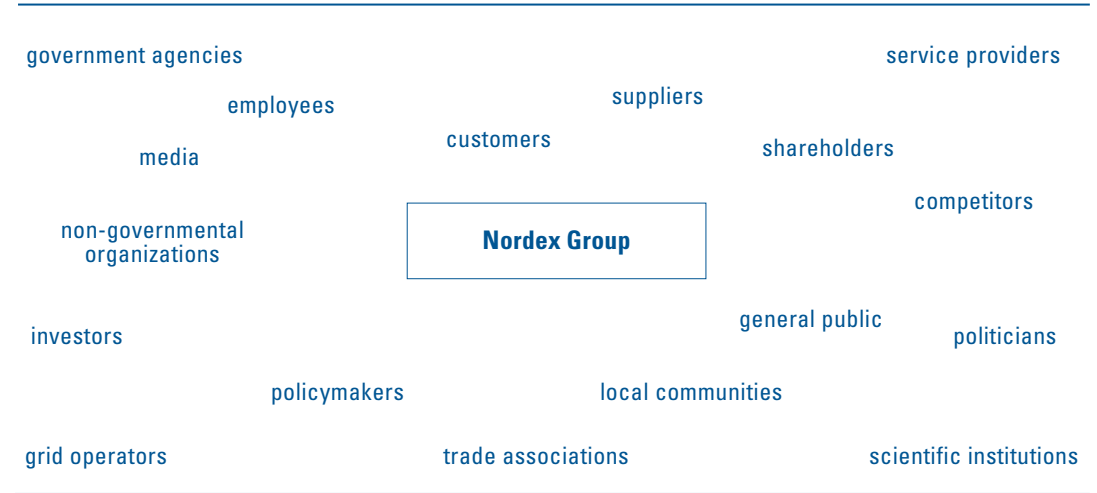 government agencies
service providers
employees
suppliers
customers
shareholders
media
competitors
non-governmental
organizations
Nordex Group
general public
investors
politicians
policymakers
local communities
grid operators
trade associations
scientific institutions